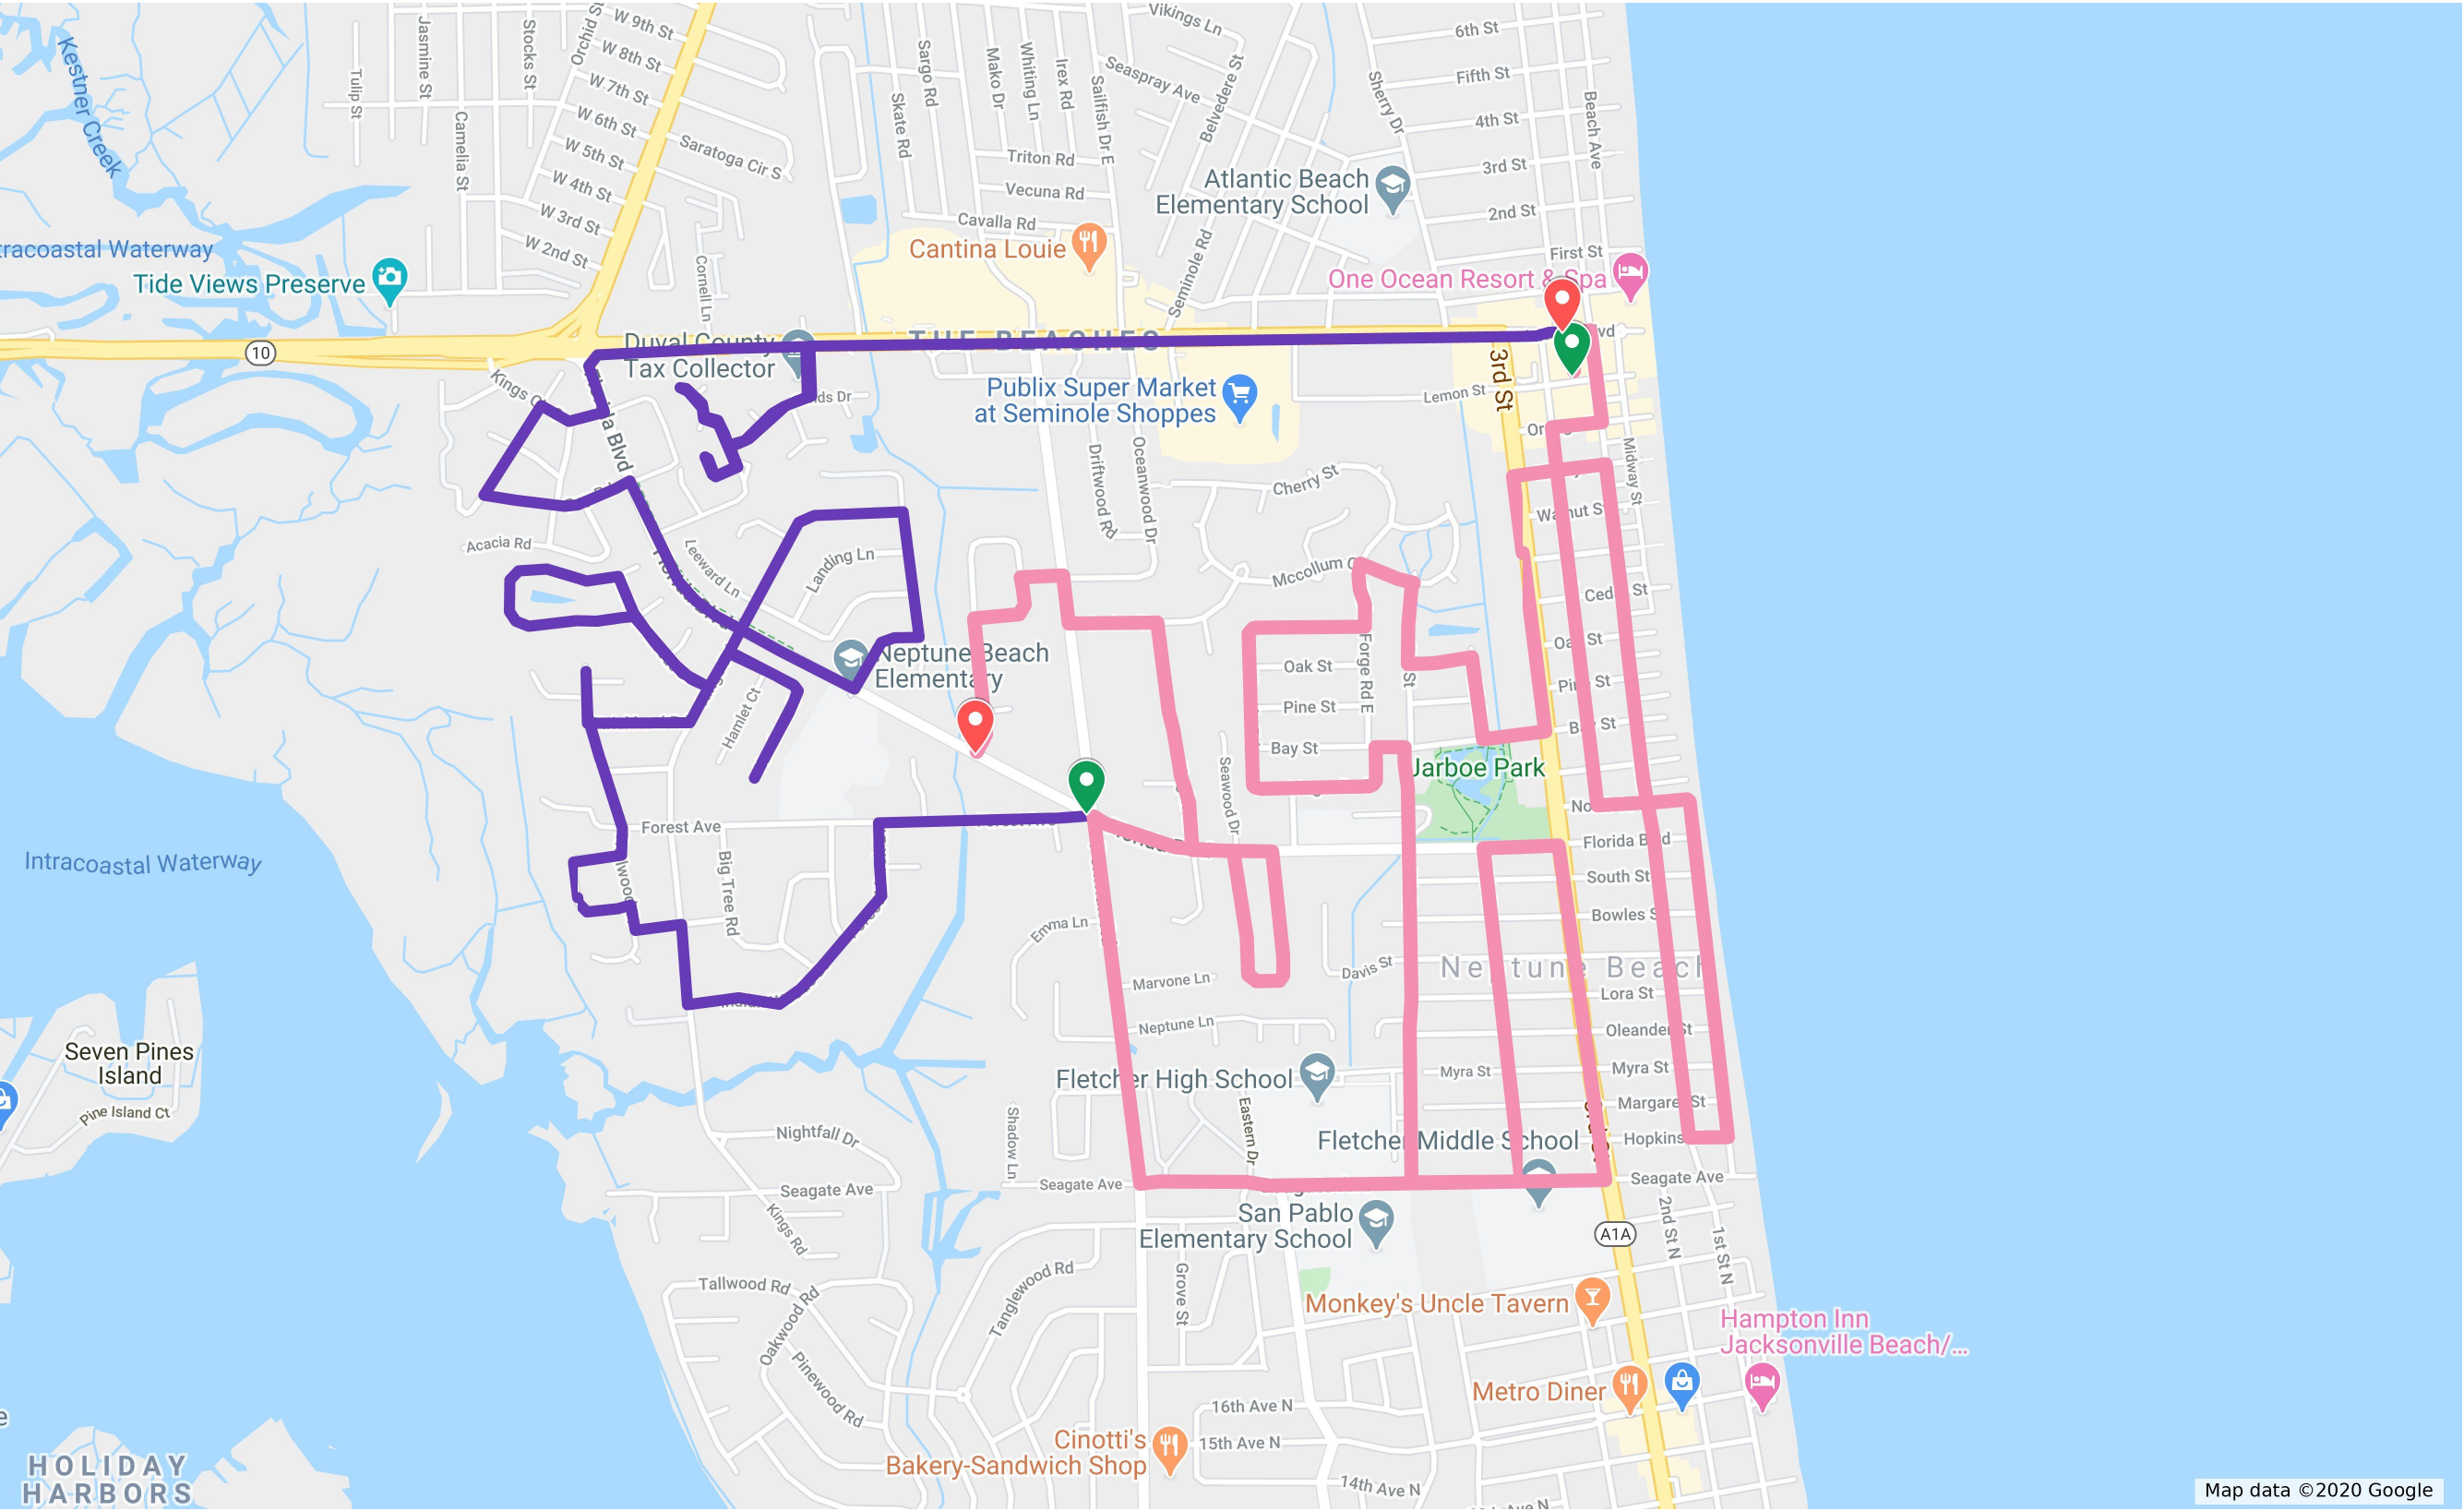 Kestner Creek
Tulip St
Jasmine St
Camelia St
Stocks St
Orchid St
W 9th St
W 8th St
W 7th St
W 6th St
W 5th St
W 4th St
W 3rd St
W 2nd St
Saratoga Cir S
Cornell Ln
Skate Rd
Sargo Rd
Mako Dr
Whiting Ln
Irex Rd
Sailfish Dr E
Vikings Ln
Seaspray Ave
Belvedere St
Triton Rd
Vecuna Rd
Cavalla Rd
Seminole Rd
Sherry Dr
6th St
Fifth St
4th St
3rd St
2nd St
First St
Beach Ave
Atlantic Beach
Elementary School
Cantina Louie
One Ocean Resort & Spa
tracoastal Waterway
Tide Views Preserve
10
Duval County
Tax Collector
THE BEACHES
Publix Super Market
at Seminole Shoppes
Lemon St
3rd St
Midway St
Walnut St
Cherry St
Driftwood Rd
Oceanwood Dr
Acacia Rd
Leeward Ln
Landing Ln
Mccollum C
Oak St
Pine St
Bay St
Forge Rd E
St
Seawood Dr
Neptune Beach
Elementary
Hamlet Ct
Jarboe Park
Florida Blvd
South St
Bowles S
Neptune Beach
Lora St
Oleander St
Myra St
Myra St
Margaret St
Hopkins
Seagate Ave
Forest Ave
Big Tree Rd
Emma Ln
Marvone Ln
Neptune Ln
Davis St
Fletcher High School
Fletcher Middle School
Eastern Dr
Shadow Ln
Seagate Ave
San Pablo
Elementary School
Intracoastal Waterway
Seven Pines
Island
Pine Island Ct
Nightfall Dr
Seagate Ave
Kings Rd
Tallwood Rd
Oakwood Rd
Pinewood Rd
Tanglewood Rd
Grove St
A1A
2nd St N
1st St N
Monkey's Uncle Tavern
Hampton Inn
Jacksonville Beach/...
Metro Diner
16th Ave N
15th Ave N
14th Ave N
Cinotti's
Bakery-Sandwich Shop
HOLIDAY
HARBORS
Map data ©2020 Google